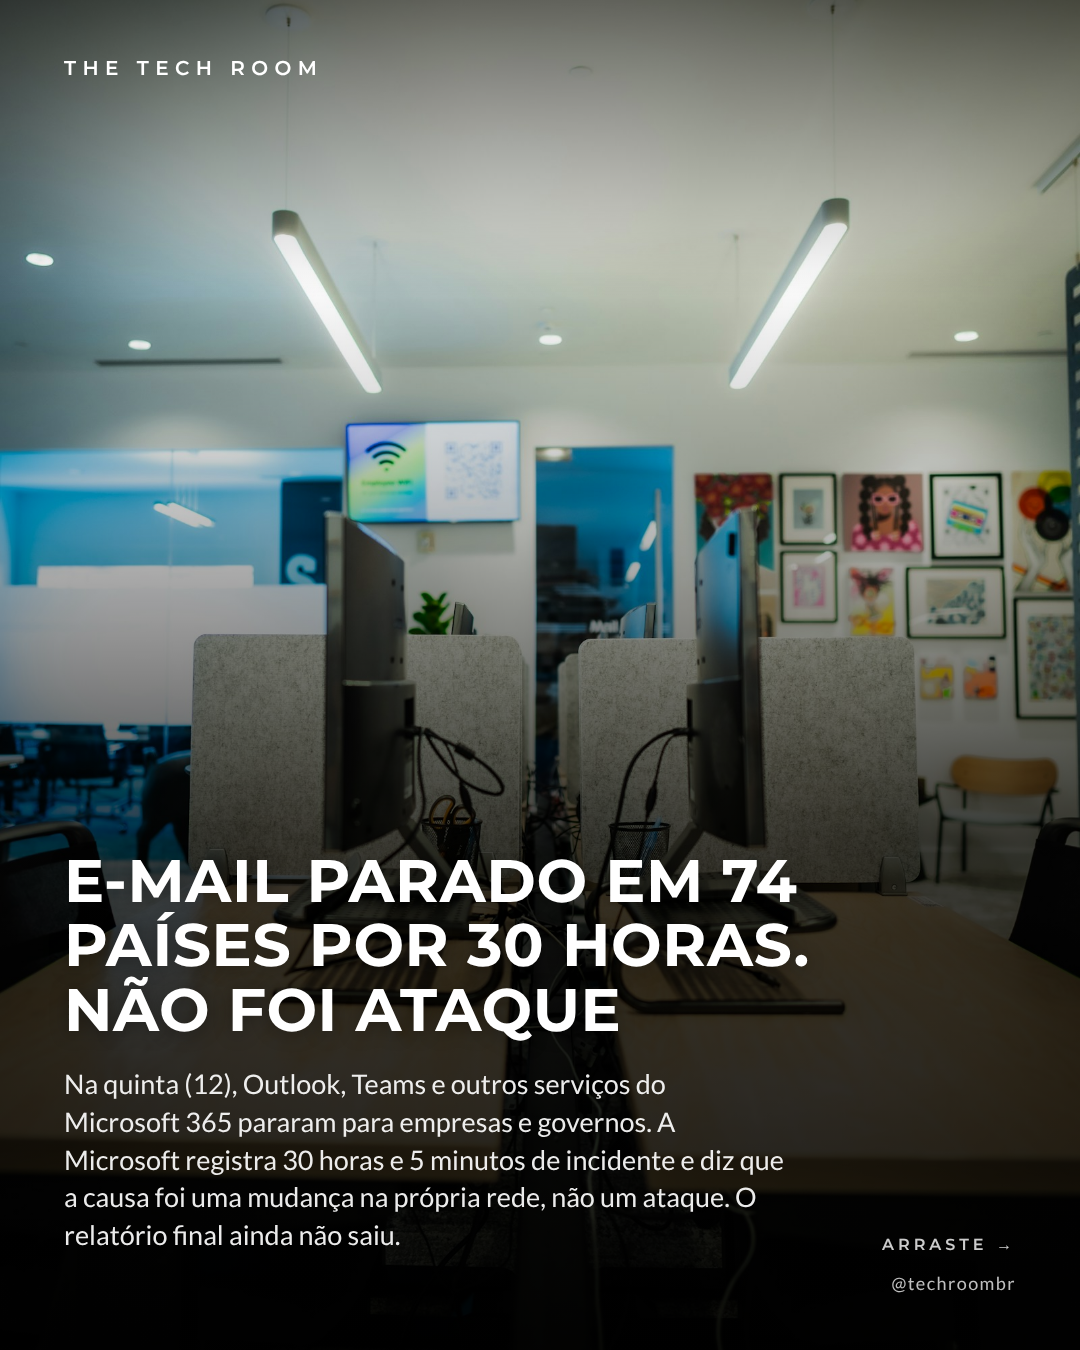 THE TECH ROOM
S
E-MAIL PARADO EM 74
PAÍSES POR 30 HORAS.
NÃO FOI ATAQUE
Na quinta (12), Outlook, Teams e outros serviços do
Microsoft 365 pararam para empresas e governos. A
Microsoft registra 30 horas e 5 minutos de incidente e diz que
a causa foi uma mudança na própria rede, não um ataque. O
relatório final ainda não saiu.
ARRASTE →
@techroombr